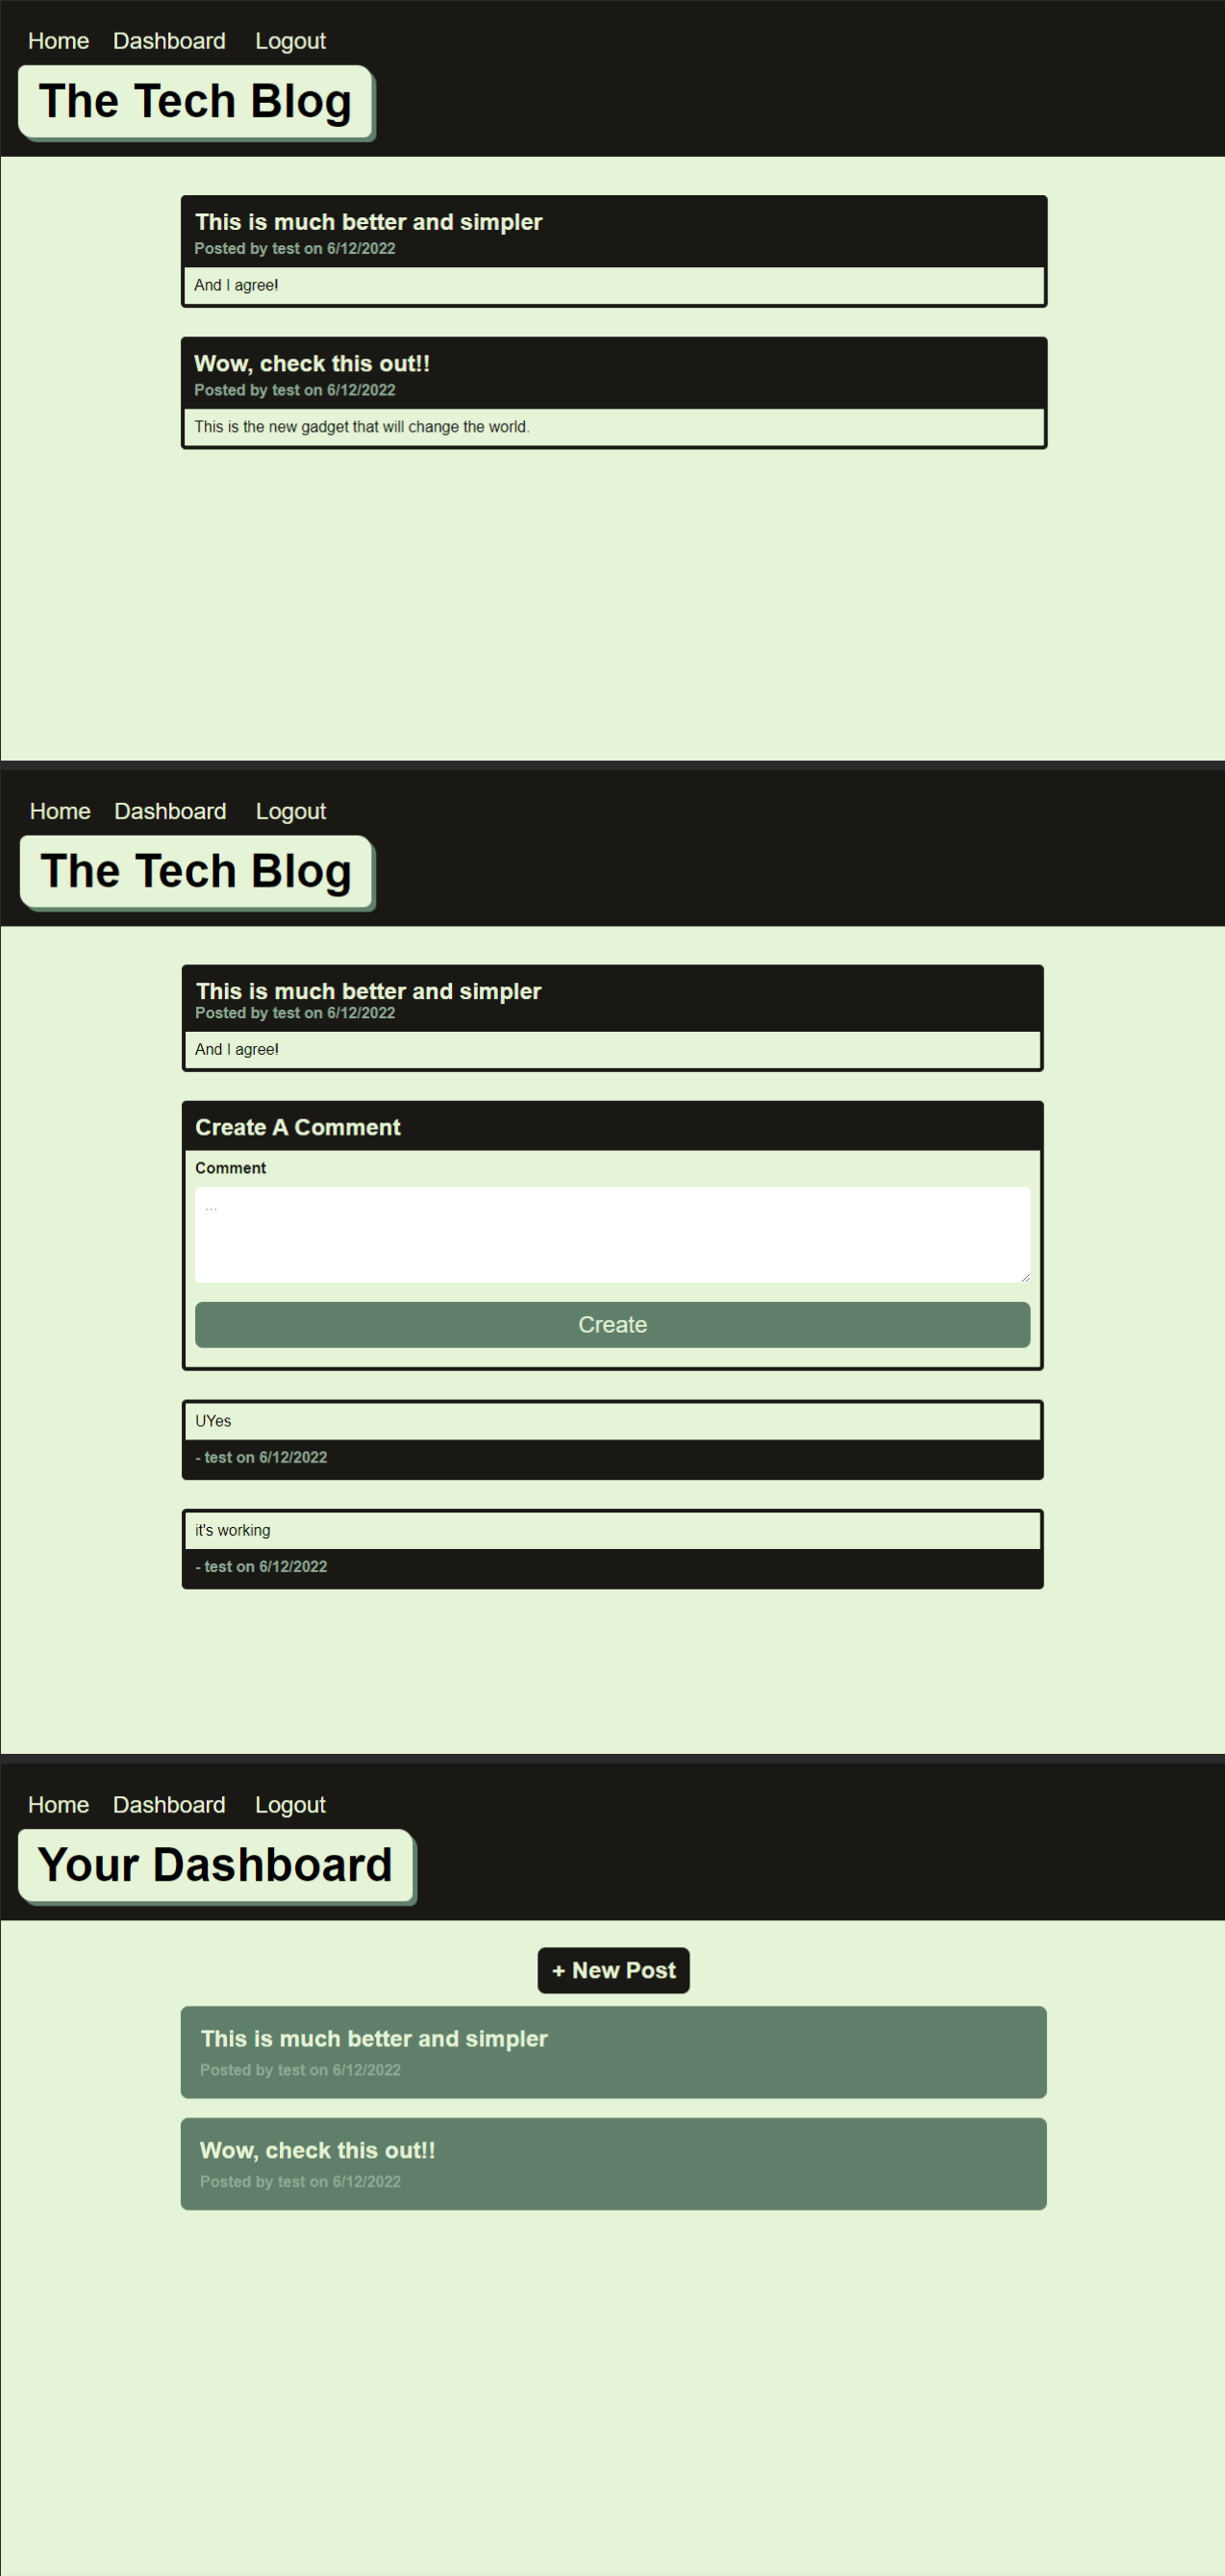 Home Dashboard Logout
The Tech Blog
This is much better and simpler
Posted by test on 6/12/2022
And I agree!
Wow, check this out!!
Posted by test on 6/12/2022
This is the new gadget that will change the world.
Home Dashboard Logout
The Tech Blog
This is much better and simpler
Posted by test on 6/12/2022
And I agree!
Create A Comment
Comment
...
Create
UYes
- test on 6/12/2022
it's working
- test on 6/12/2022
Home Dashboard Logout
Your Dashboard
+ New Post
This is much better and simpler
Posted by test on 6/12/2022
Wow, check this out!!
Posted by test on 6/12/2022